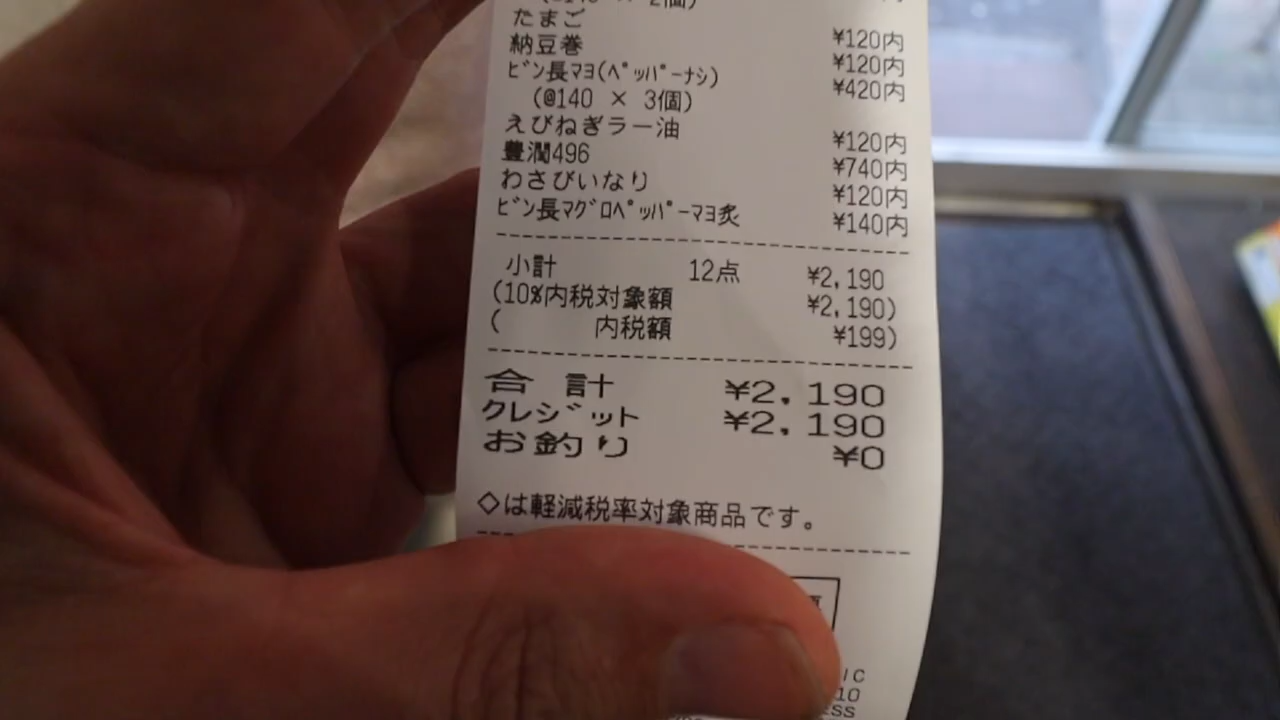 たまご ¥120内
納豆巻 ¥120内
ﾋﾞﾝ長ﾏﾖ(ﾍﾟｯﾊﾟｰﾅｼ) ¥420内
(@140 × 3個)
えびねぎラー油 ¥120内
豊潤496 ¥740内
わさびいなり ¥120内
ﾋﾞﾝ長ﾏｸﾞﾛﾍﾟｯﾊﾟｰﾏﾖ炙 ¥140内
小計 12点 ¥2,190
(10%内税対象額 ¥2,190)
( 内税額 ¥199)
合 計 ¥2,190
クレジット ¥2,190
お釣り ¥0
◇は軽減税率対象商品です。